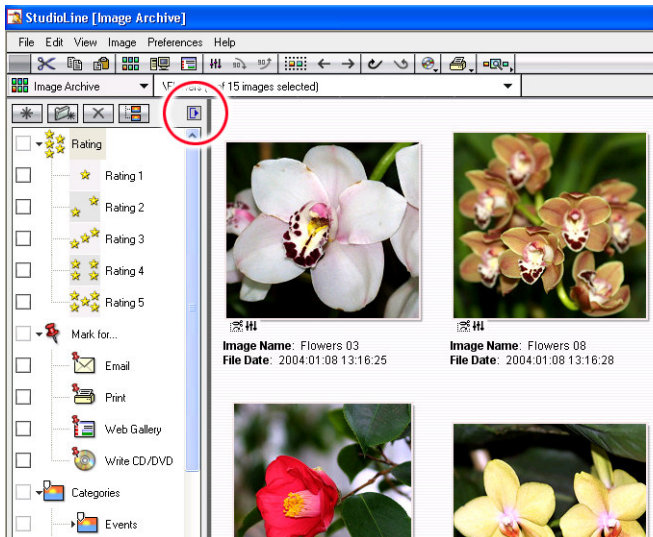 StudioLine [Image Archive]
File Edit View Image Preferences Help
Image Archive of 15 images selected)
Rating
Rating 1
Rating 2
Rating 3
Rating 4
Rating 5
Mark for...
Email
Print
Web Gallery
Write CD/DVD
Categories
Events
Image Name: Flowers 03
File Date: 2004:01:08 13:16:25
Image Name: Flowers 08
File Date: 2004:01:08 13:16:28